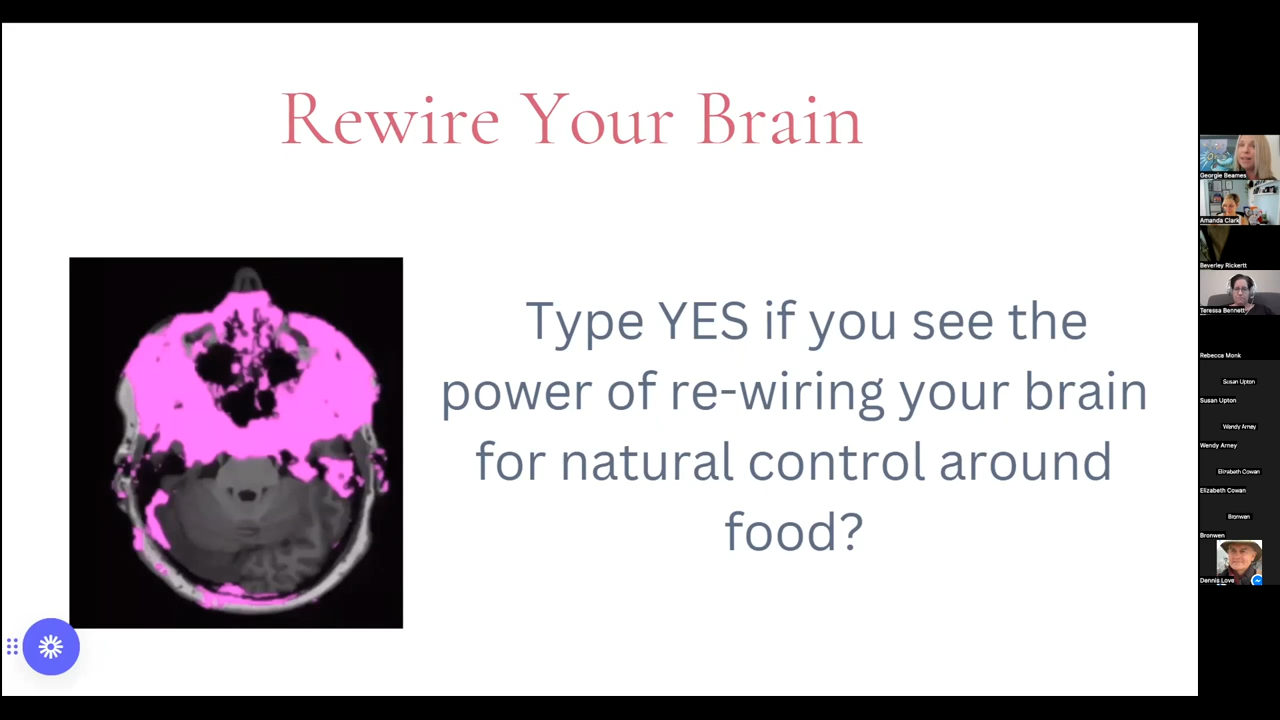 Rewire Your Brain
Type YES if you see the
power of re-wiring your brain
for natural control around
food?
Georgie Beames
Amanda Clark
Beverley Rickertt
Teressa Bennett
Rebecca Monk
Susan Upton
Susan Upton
Wendy Arney
Wendy Arney
Elizabeth Cowan
Elizabeth Cowan
Bronwen
Bronwen
Dennis Love